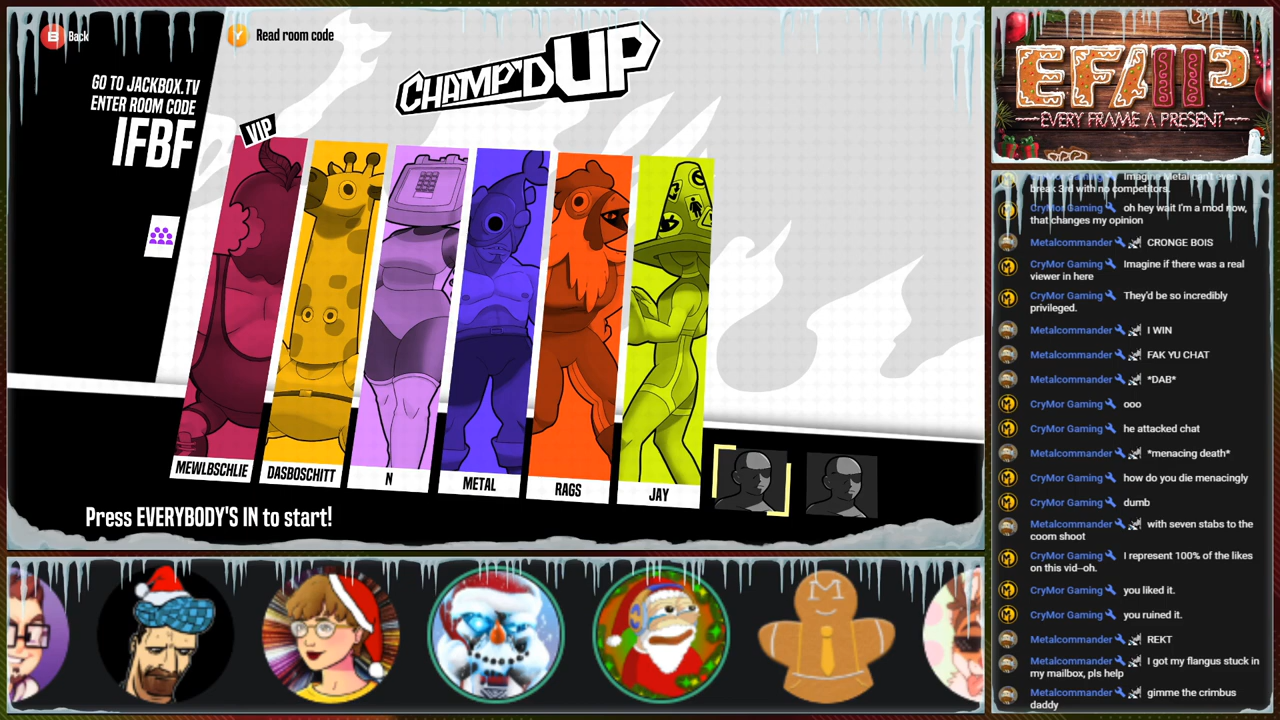 B Back
Y Read room code
GO TO JACKBOX.TV
ENTER ROOM CODE
IFBF
CHAMP'D UP
VIP
MEWLBSCHLIE
DASBOSCHITT
N
METAL
RAGS
JAY
Press EVERYBODY'S IN to start!
EFAP
EVERY FRAME A PRESENT
break 3rd with no competitors.
CryMor Gaming oh hey wait I'm a mod now,
that changes my opinion
Metalcommander CRONGE BOIS
CryMor Gaming Imagine if there was a real
viewer in here
CryMor Gaming They'd be so incredibly
privileged.
Metalcommander I WIN
Metalcommander FAK YU CHAT
Metalcommander *DAB*
CryMor Gaming ooo
CryMor Gaming he attacked chat
Metalcommander *menacing death*
CryMor Gaming how do you die menacingly
CryMor Gaming dumb
Metalcommander with seven stabs to the
coom shoot
CryMor Gaming I represent 100% of the likes
on this vid--oh.
CryMor Gaming you liked it.
CryMor Gaming you ruined it.
Metalcommander REKT
Metalcommander I got my flangus stuck in
my mailbox, pls help
Metalcommander gimme the crimbus
daddy
M